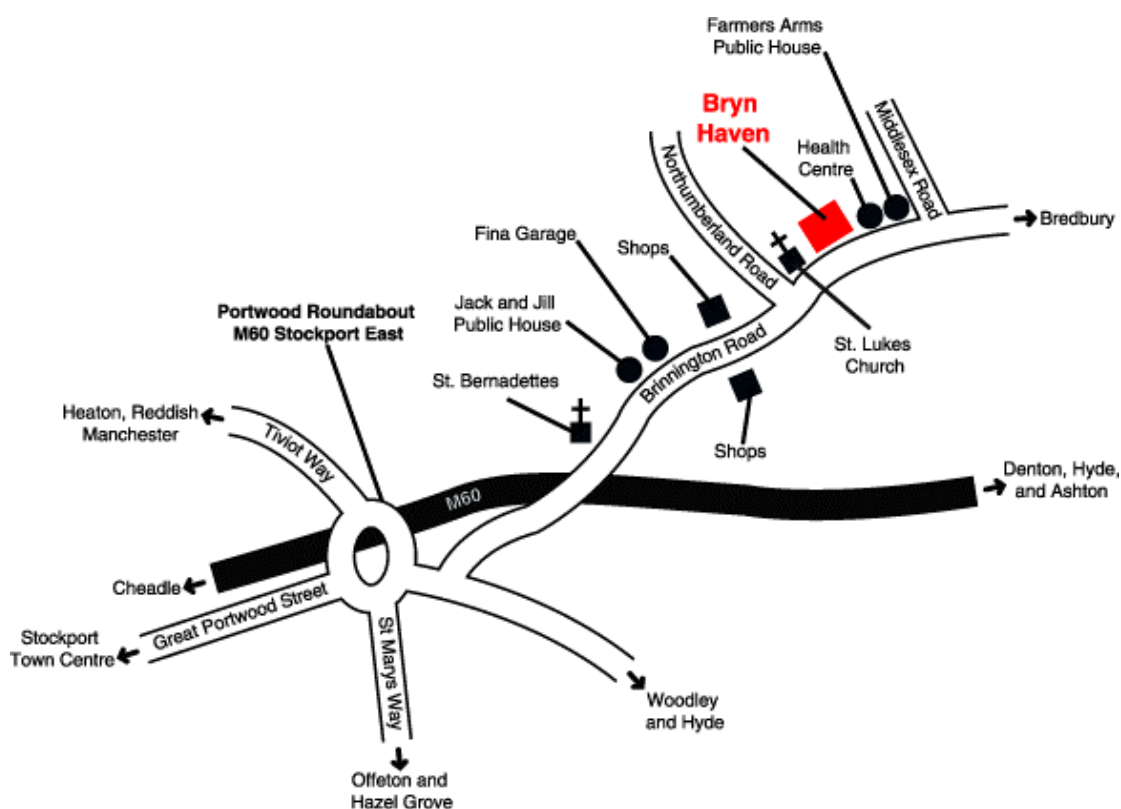 Farmers Arms
Public House
Bryn
Haven
Health
Centre
Middlesex Road
Northumberland Road
Bredbury
Fina Garage
Shops
Jack and Jill
Public House
Portwood Roundabout
M60 Stockport East
St. Bernadettes
Brinnington Road
St. Lukes
Church
Heaton, Reddish
Manchester
Tiviot Way
Shops
M60
Denton, Hyde,
and Ashton
Cheadle
Great Portwood Street
Stockport
Town Centre
St Marys Way
Woodley
and Hyde
Offeton and
Hazel Grove